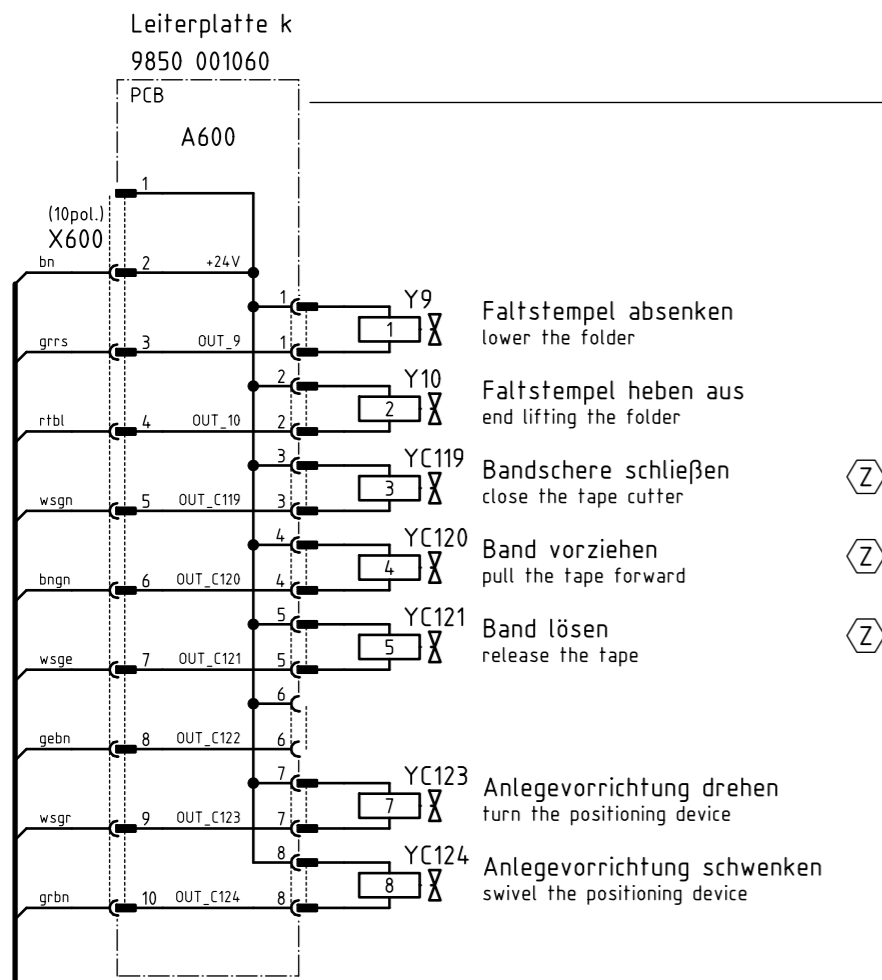 Leiterplatte k
9850 001060
PCB
A600
1
(10pol.)
X600
bn 2 +24V
1 Y9 Faltstempel absenken
1 lower the folder
grrs 3 OUT_9 1
2 Y10 Faltstempel heben aus
2 end lifting the folder
rtbl 4 OUT_10 2
3 YC119 Bandschere schließen Z
3 close the tape cutter
wsgn 5 OUT_C119 3
4 YC120 Band vorziehen Z
4 pull the tape forward
bngn 6 OUT_C120 4
5 YC121 Band lösen Z
5 release the tape
wsge 7 OUT_C121 5
6
gebn 8 OUT_C122 6
7 YC123 Anlegevorrichtung drehen
7 turn the positioning device
wsgr 9 OUT_C123 7
8 YC124 Anlegevorrichtung schwenken
8 swivel the positioning device
grbn 10 OUT_C124 8